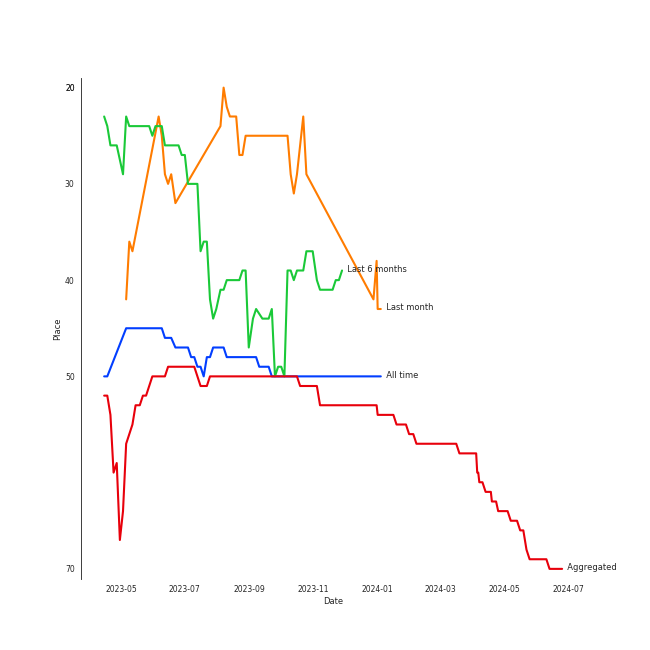 20
30
40
50
70
Place
Last 6 months
Last month
All time
Aggregated
2023-05
2023-07
2023-09
2023-11
2024-01
2024-03
2024-05
2024-07
Date